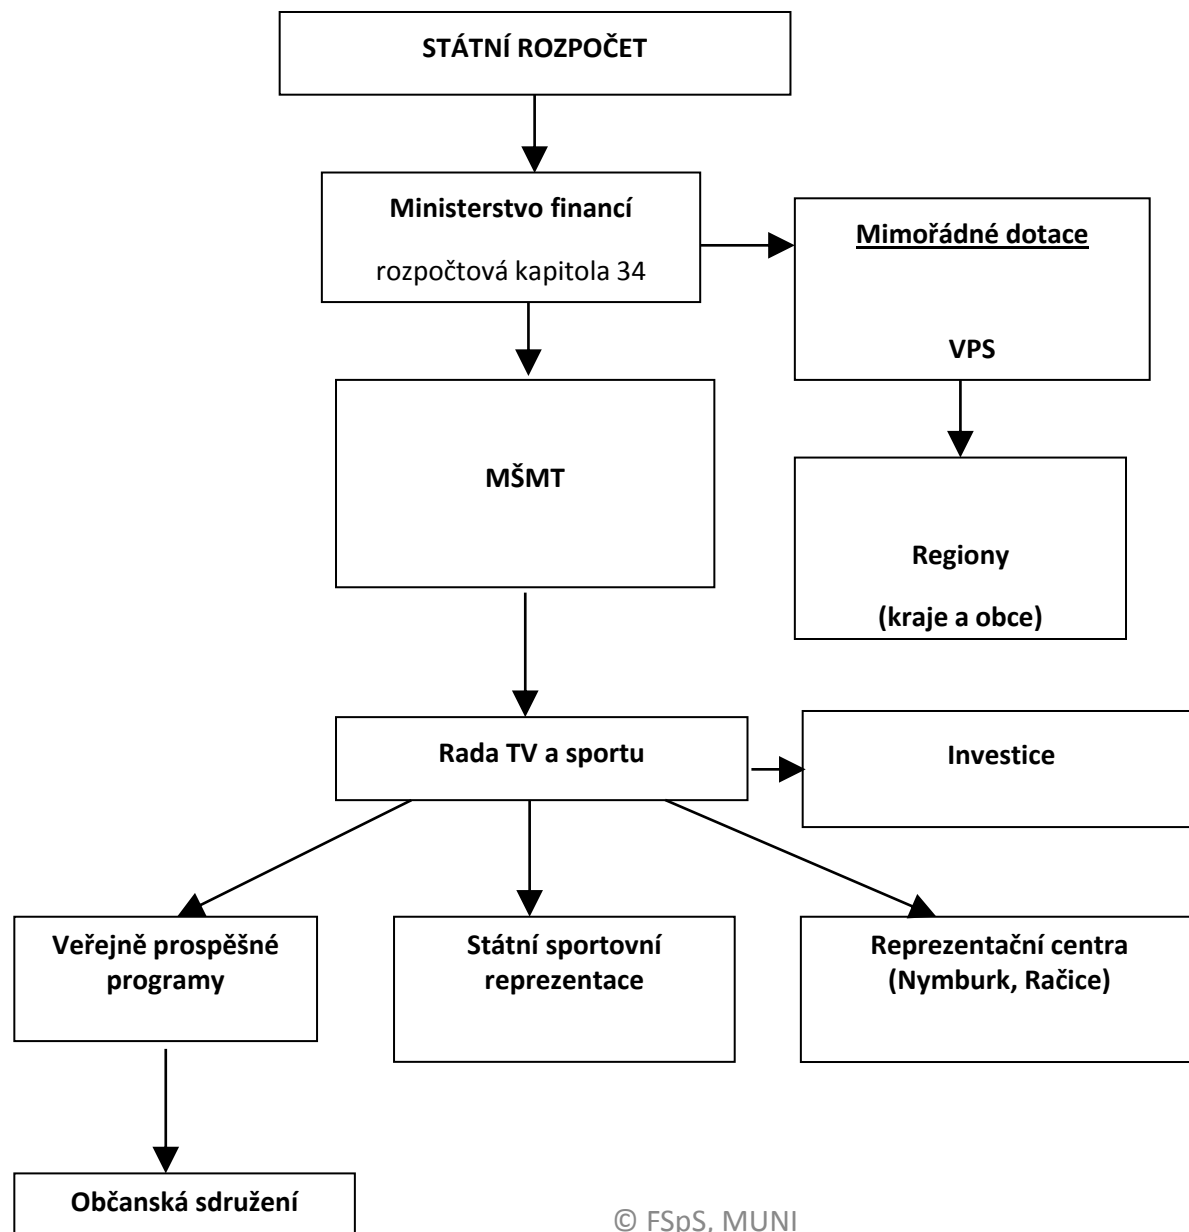 STÁTNÍ ROZPOČET
Ministerstvo financí
rozpočtová kapitola 34
Mimořádné dotace
VPS
MŠMT
Regiony
(kraje a obce)
Rada TV a sportu
Investice
Veřejně prospěšné
programy
Státní sportovní
reprezentace
Reprezentační centra
(Nymburk, Račice)
Občanská sdružení
© FSpS, MUNI